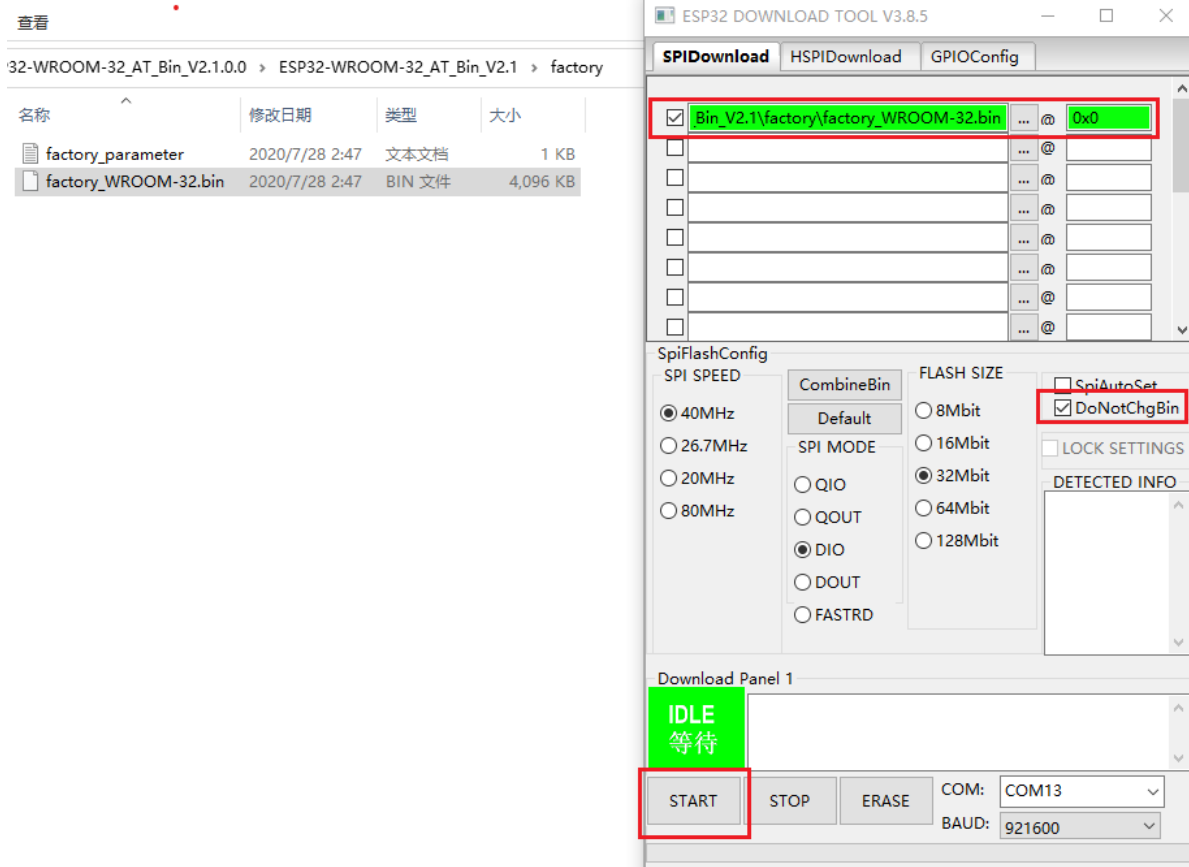 查看
32-WROOM-32_AT_Bin_V2.1.0.0 › ESP32-WROOM-32_AT_Bin_V2.1 › factory
名称 修改日期 类型 大小
factory_parameter 2020/7/28 2:47 文本文档 1 KB
factory_WROOM-32.bin 2020/7/28 2:47 BIN 文件 4,096 KB
ESP32 DOWNLOAD TOOL V3.8.5
SPIDownload HSPIDownload GPIOConfig
_Bin_V2.1\factory\factory_WROOM-32.bin ... @ 0x0
... @
... @
... @
... @
... @
... @
... @
SpiFlashConfig
SPI SPEED
40MHz
26.7MHz
20MHz
80MHz
CombineBin
Default
SPI MODE
QIO
QOUT
DIO
DOUT
FASTRD
FLASH SIZE
8Mbit
16Mbit
32Mbit
64Mbit
128Mbit
SpiAutoSet
DoNotChgBin
LOCK SETTINGS
DETECTED INFO
Download Panel 1
IDLE
等待
START STOP ERASE
COM: COM13
BAUD: 921600